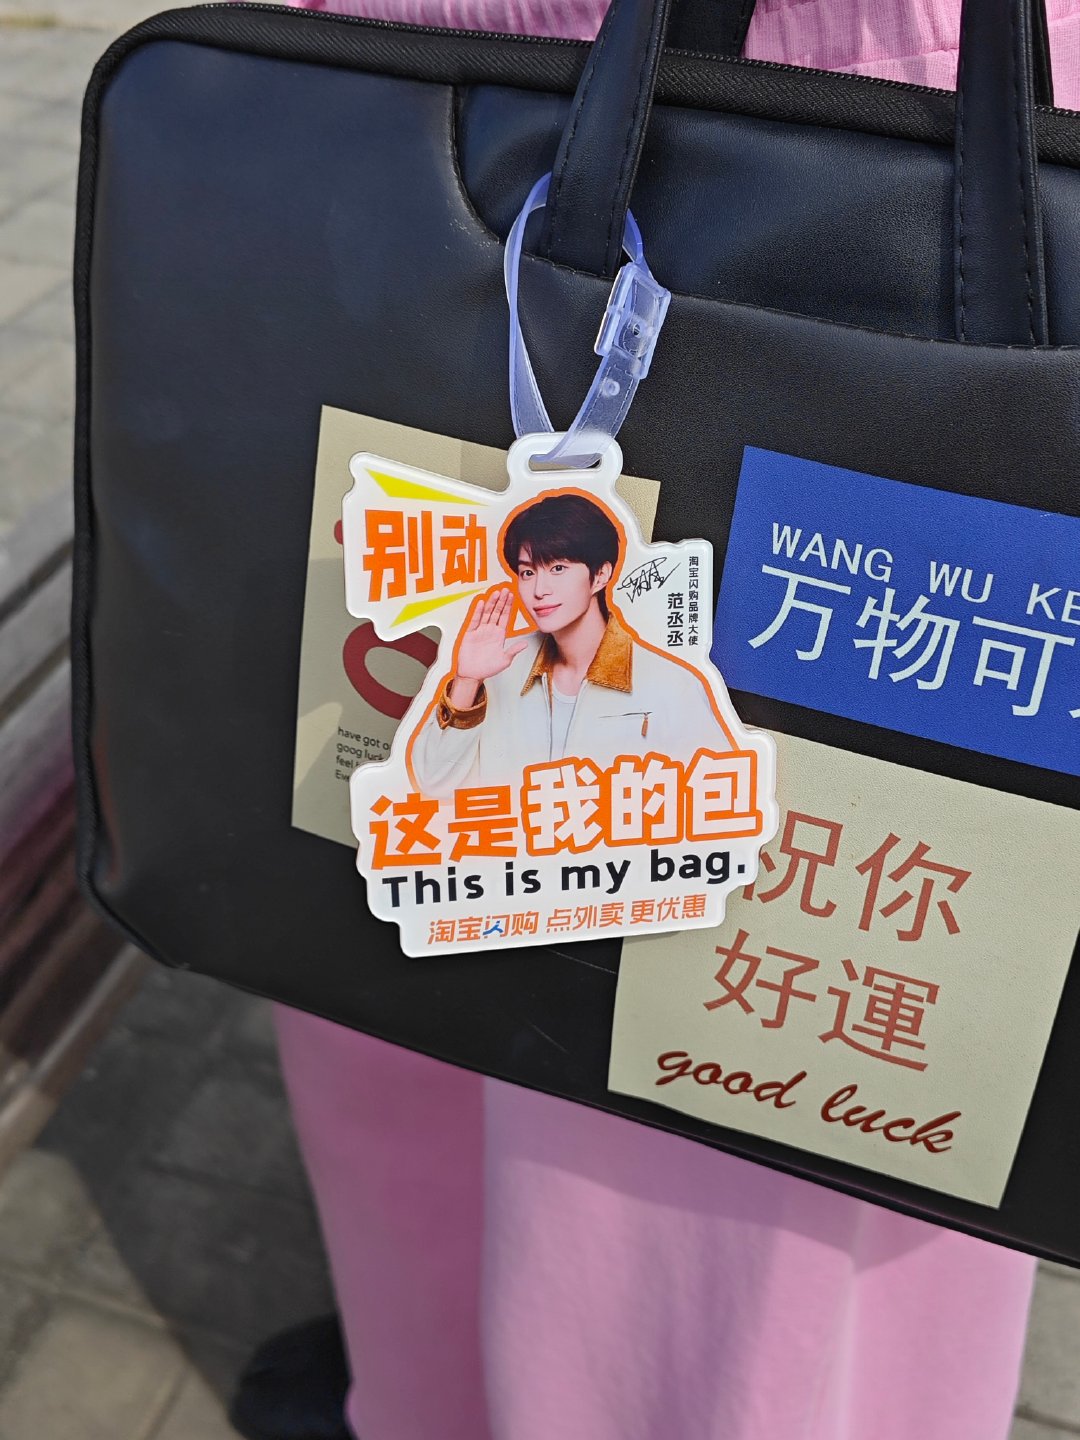 别动
淘宝闪购品牌大使
范丞丞
这是我的包
This is my bag.
淘宝闪购 点外卖 更优惠
have got
goog luck
feel
WANG WU KE
万物可
祝你
好運
good luck